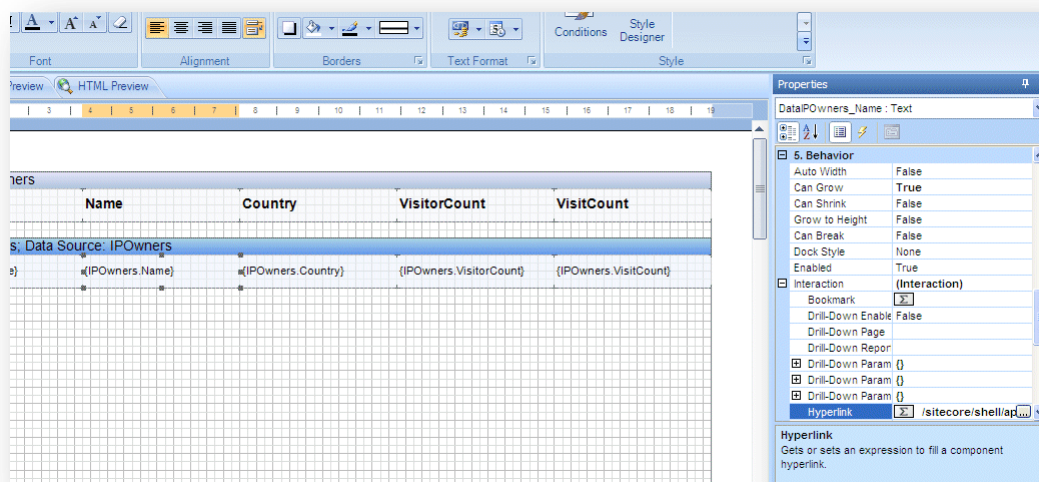 A A A
Font Alignment Borders Text Format Style
Conditions Style Designer
Preview HTML Preview
3 4 5 6 7 8 9 10 11 12 13 14 15 16 17 18 19
Name Country VisitorCount VisitCount
s; Data Source: IPOwners
{IPOwners.Name} {IPOwners.Country} {IPOwners.VisitorCount} {IPOwners.VisitCount}
Properties
DataIPOwners_Name : Text
5. Behavior
Auto Width False
Can Grow True
Can Shrink False
Grow to Height False
Can Break False
Dock Style None
Enabled True
Interaction (Interaction)
Bookmark Σ
Drill-Down Enable False
Drill-Down Page
Drill-Down Report
Drill-Down Param {}
Drill-Down Param {}
Drill-Down Param {}
Hyperlink Σ /sitecore/shell/ap ...
Hyperlink
Gets or sets an expression to fill a component
hyperlink.